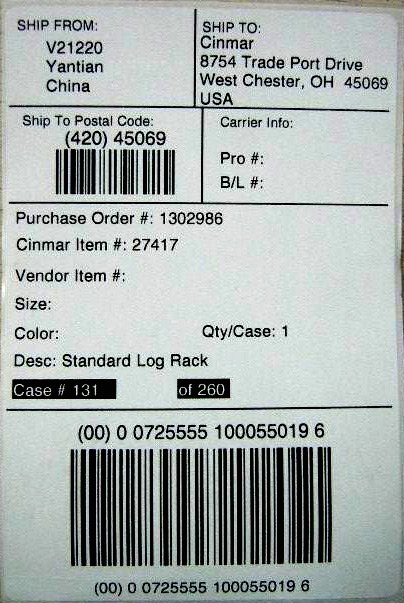 SHIP FROM:
V21220
Yantian
China
SHIP TO:
Cinmar
8754 Trade Port Drive
West Chester, OH 45069
USA
Ship To Postal Code:
(420) 45069
Carrier Info:
Pro #:
B/L #:
Purchase Order #: 1302986
Cinmar Item #: 27417
Vendor Item #:
Size:
Color:
Qty/Case: 1
Desc: Standard Log Rack
Case # 131 of 260
(00) 0 0725555 100055019 6
(00) 0 0725555 100055019 6